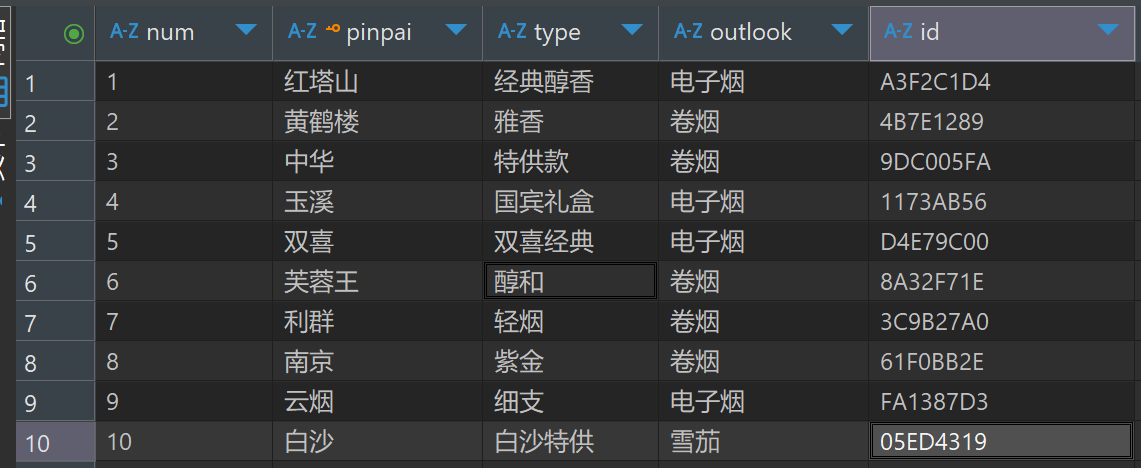 A-Z num A-Z pinpai A-Z type A-Z outlook A-Z id
1 1 红塔山 经典醇香 电子烟 A3F2C1D4
2 2 黄鹤楼 雅香 卷烟 4B7E1289
3 3 中华 特供款 卷烟 9DC005FA
4 4 玉溪 国宾礼盒 电子烟 1173AB56
5 5 双喜 双喜经典 电子烟 D4E79C00
6 6 芙蓉王 醇和 卷烟 8A32F71E
7 7 利群 轻烟 卷烟 3C9B27A0
8 8 南京 紫金 卷烟 61F0BB2E
9 9 云烟 细支 电子烟 FA1387D3
10 10 白沙 白沙特供 雪茄 05ED4319